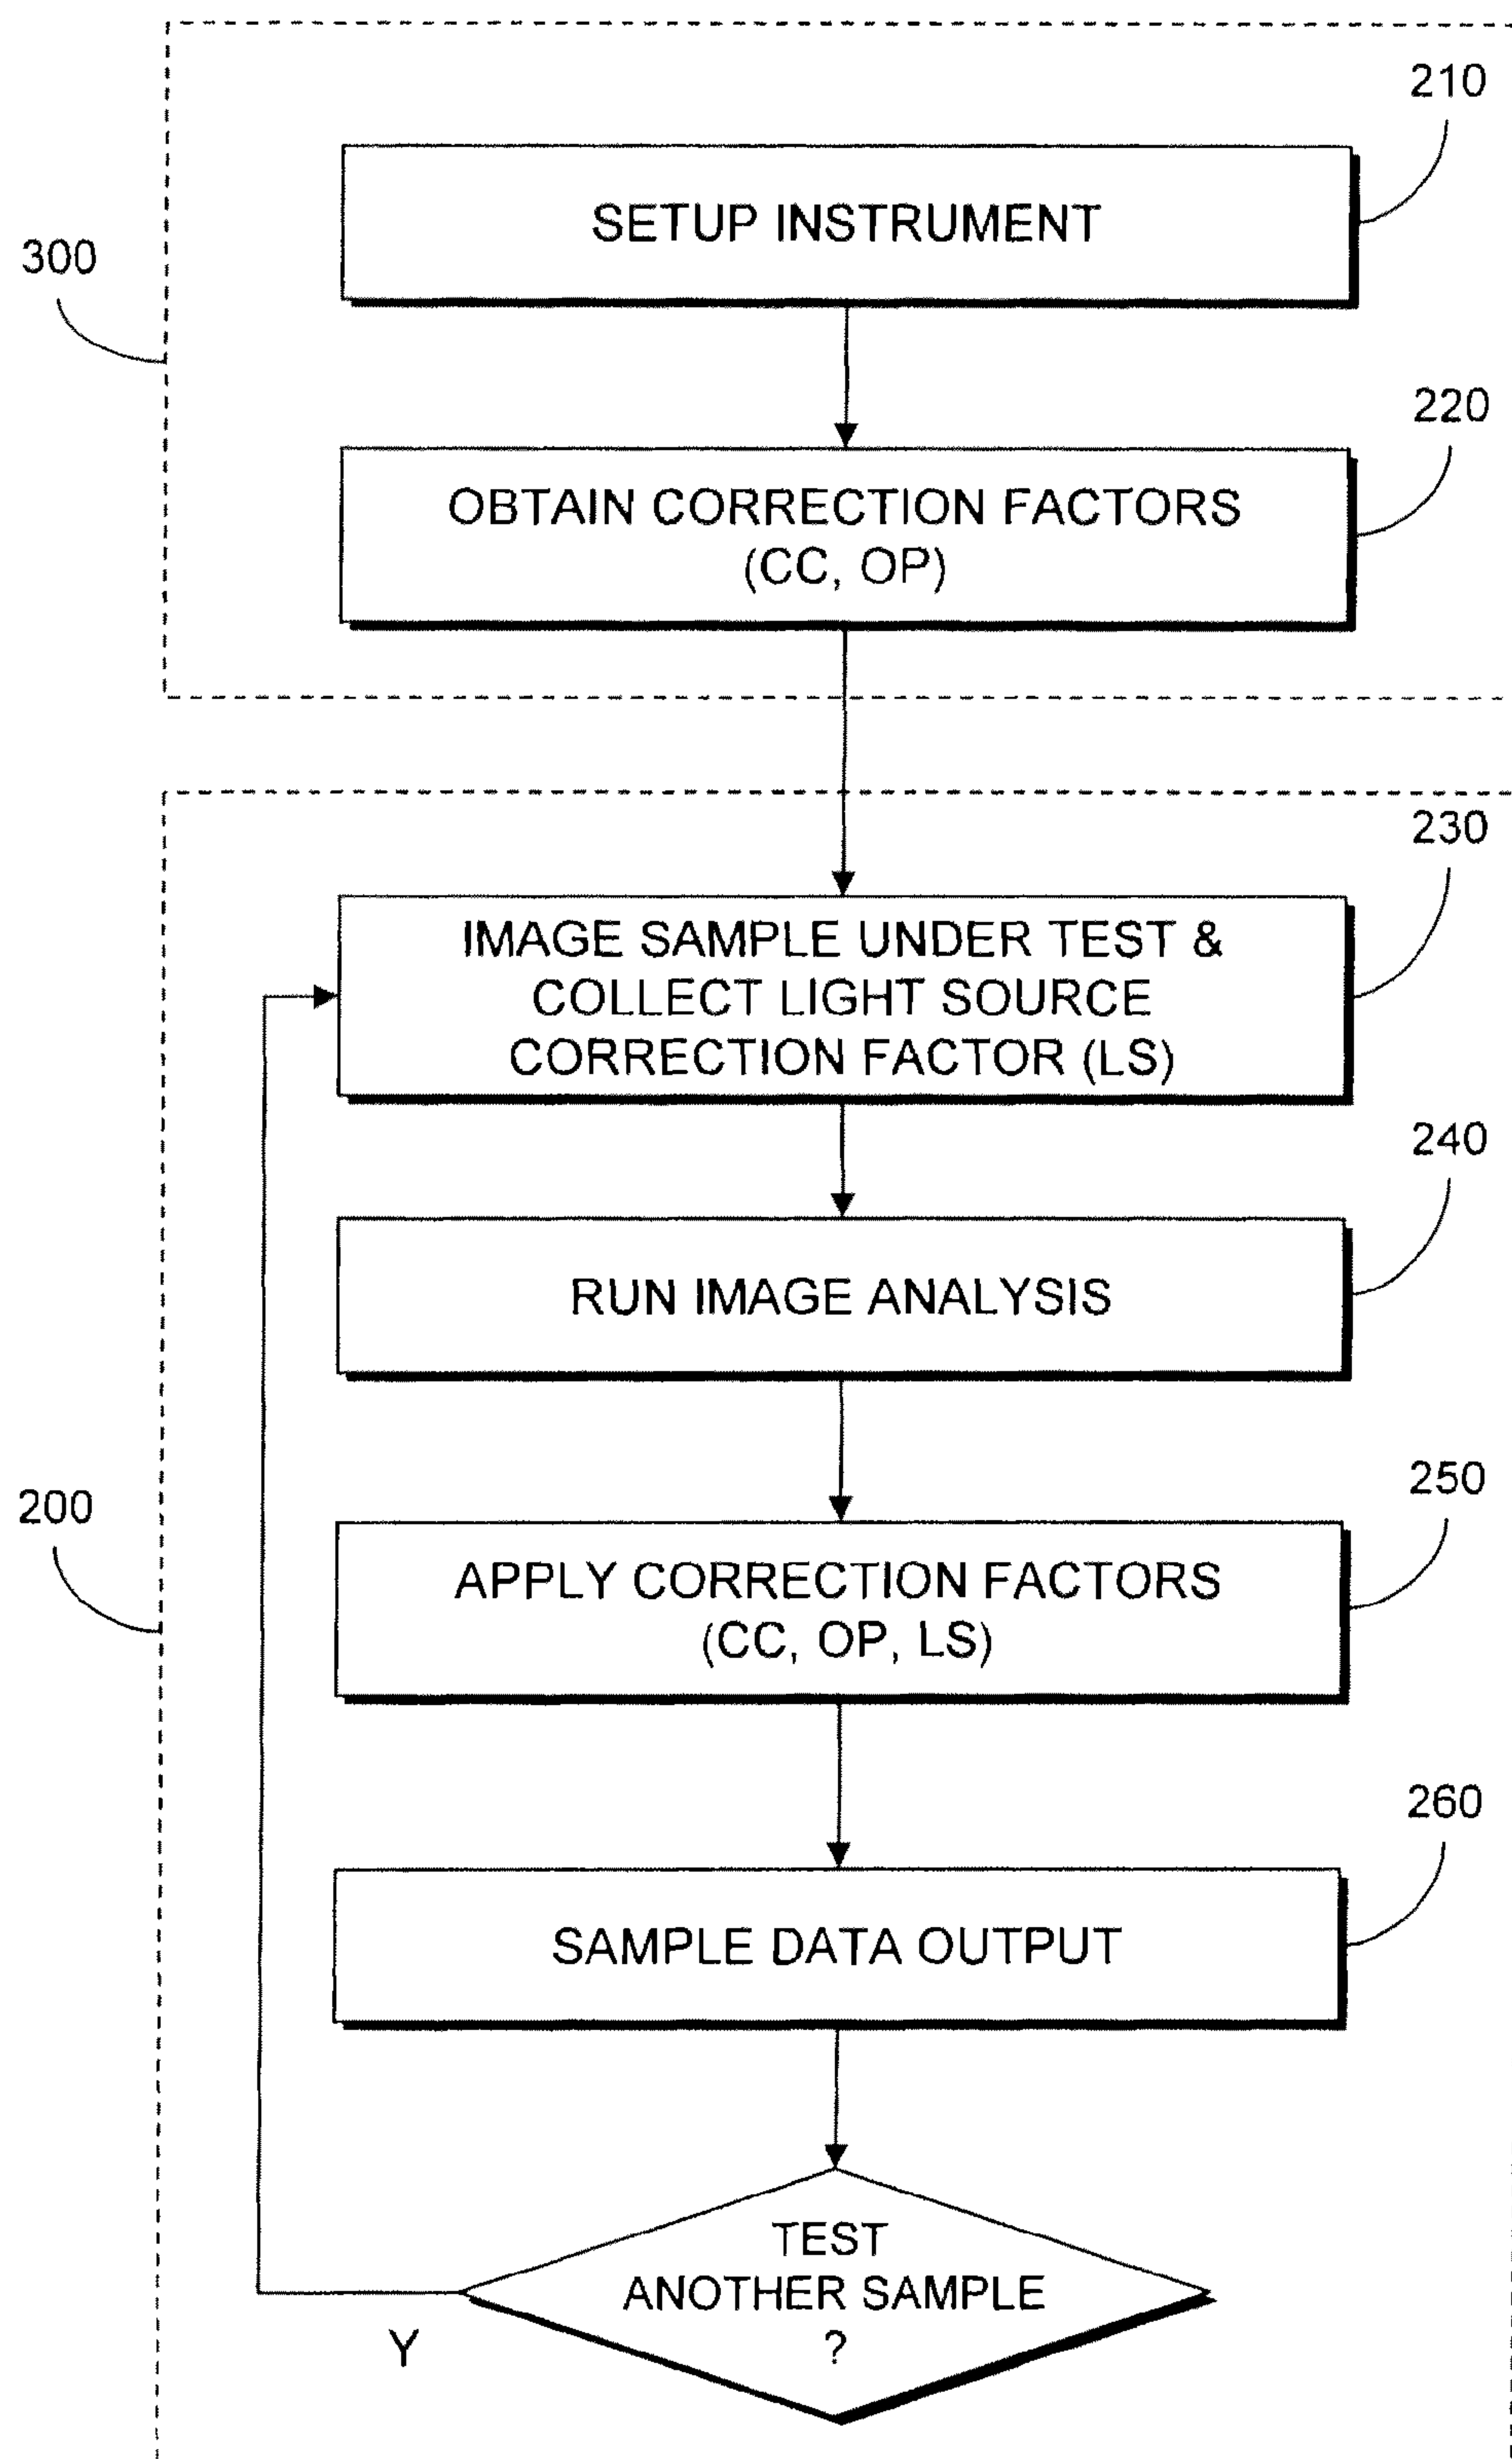 210
SETUP INSTRUMENT
300
220
OBTAIN CORRECTION FACTORS
(CC, OP)
230
IMAGE SAMPLE UNDER TEST &
COLLECT LIGHT SOURCE
CORRECTION FACTOR (LS)
240
RUN IMAGE ANALYSIS
250
200
APPLY CORRECTION FACTORS
(CC, OP, LS)
260
SAMPLE DATA OUTPUT
TEST
ANOTHER SAMPLE
?
Y